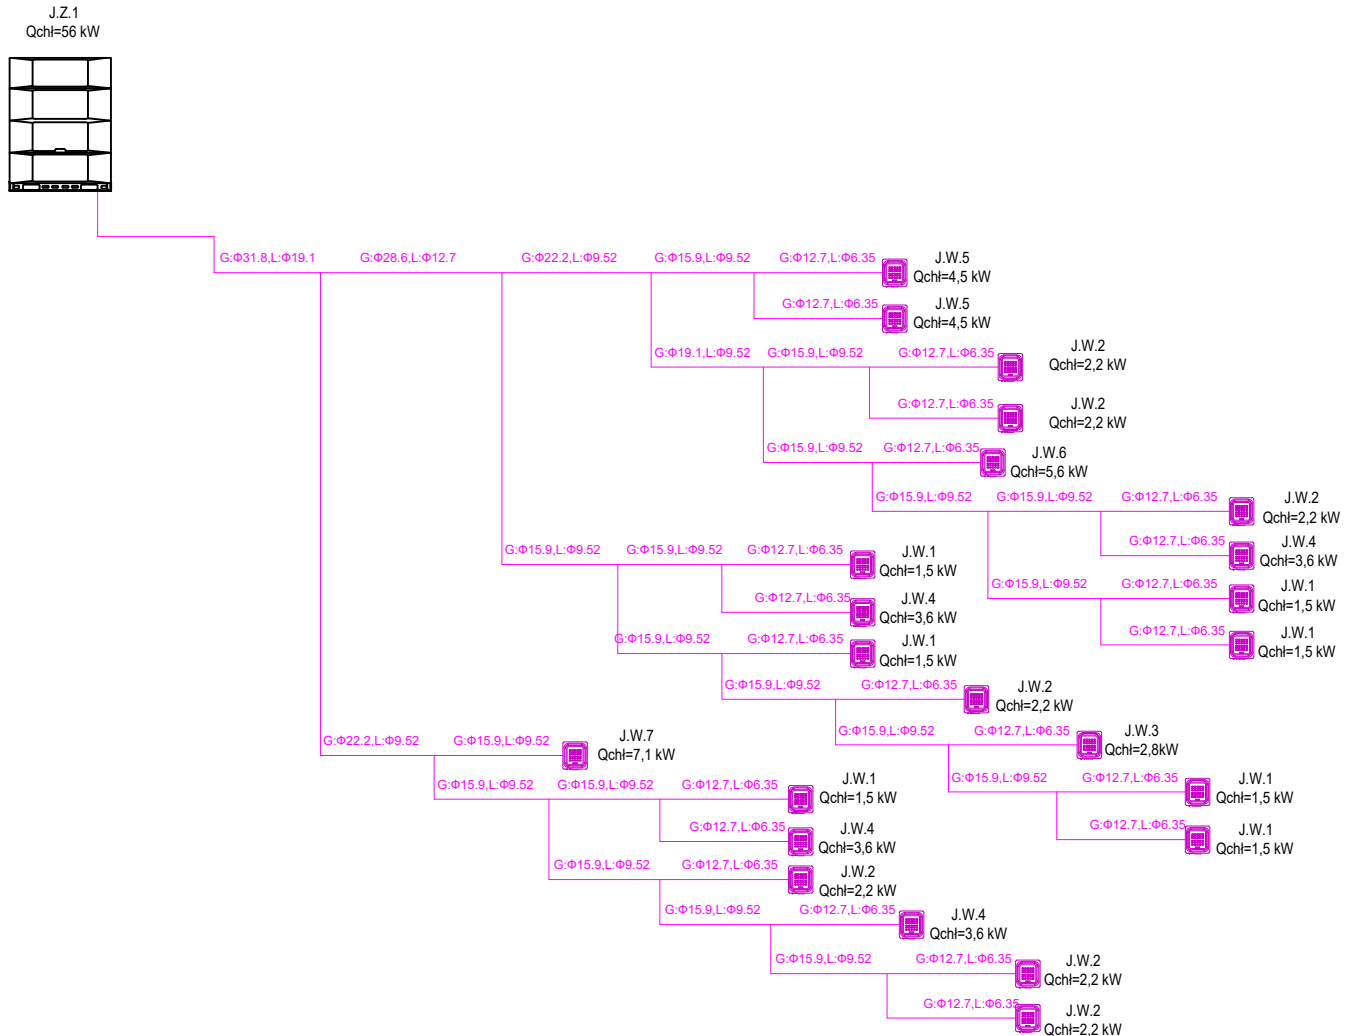 J.Z.1
Qchł=56 kW
G:Φ31.8,L:Φ19.1
G:Φ28.6,L:Φ12.7
G:Φ22.2,L:Φ9.52
G:Φ15.9,L:Φ9.52
G:Φ12.7,L:Φ6.35
J.W.5
Qchł=4,5 kW
G:Φ12.7,L:Φ6.35
J.W.5
Qchł=4,5 kW
G:Φ19.1,L:Φ9.52
G:Φ15.9,L:Φ9.52
G:Φ12.7,L:Φ6.35
J.W.2
Qchł=2,2 kW
G:Φ12.7,L:Φ6.35
J.W.2
Qchł=2,2 kW
G:Φ15.9,L:Φ9.52
G:Φ12.7,L:Φ6.35
J.W.6
Qchł=5,6 kW
G:Φ15.9,L:Φ9.52
G:Φ15.9,L:Φ9.52
G:Φ12.7,L:Φ6.35
J.W.2
Qchł=2,2 kW
G:Φ12.7,L:Φ6.35
J.W.4
Qchł=3,6 kW
G:Φ15.9,L:Φ9.52
G:Φ12.7,L:Φ6.35
J.W.1
Qchł=1,5 kW
G:Φ12.7,L:Φ6.35
J.W.1
Qchł=1,5 kW
G:Φ15.9,L:Φ9.52
G:Φ15.9,L:Φ9.52
G:Φ12.7,L:Φ6.35
J.W.1
Qchł=1,5 kW
G:Φ12.7,L:Φ6.35
J.W.4
Qchł=3,6 kW
G:Φ15.9,L:Φ9.52
G:Φ12.7,L:Φ6.35
J.W.1
Qchł=1,5 kW
G:Φ15.9,L:Φ9.52
G:Φ12.7,L:Φ6.35
J.W.2
Qchł=2,2 kW
G:Φ15.9,L:Φ9.52
G:Φ12.7,L:Φ6.35
J.W.3
Qchł=2,8kW
G:Φ15.9,L:Φ9.52
G:Φ12.7,L:Φ6.35
J.W.1
Qchł=1,5 kW
G:Φ12.7,L:Φ6.35
J.W.1
Qchł=1,5 kW
G:Φ22.2,L:Φ9.52
G:Φ15.9,L:Φ9.52
J.W.7
Qchł=7,1 kW
G:Φ15.9,L:Φ9.52
G:Φ15.9,L:Φ9.52
G:Φ12.7,L:Φ6.35
J.W.1
Qchł=1,5 kW
G:Φ12.7,L:Φ6.35
J.W.4
Qchł=3,6 kW
G:Φ15.9,L:Φ9.52
G:Φ12.7,L:Φ6.35
J.W.2
Qchł=2,2 kW
G:Φ15.9,L:Φ9.52
G:Φ12.7,L:Φ6.35
J.W.4
Qchł=3,6 kW
G:Φ15.9,L:Φ9.52
G:Φ12.7,L:Φ6.35
J.W.2
Qchł=2,2 kW
G:Φ12.7,L:Φ6.35
J.W.2
Qchł=2,2 kW